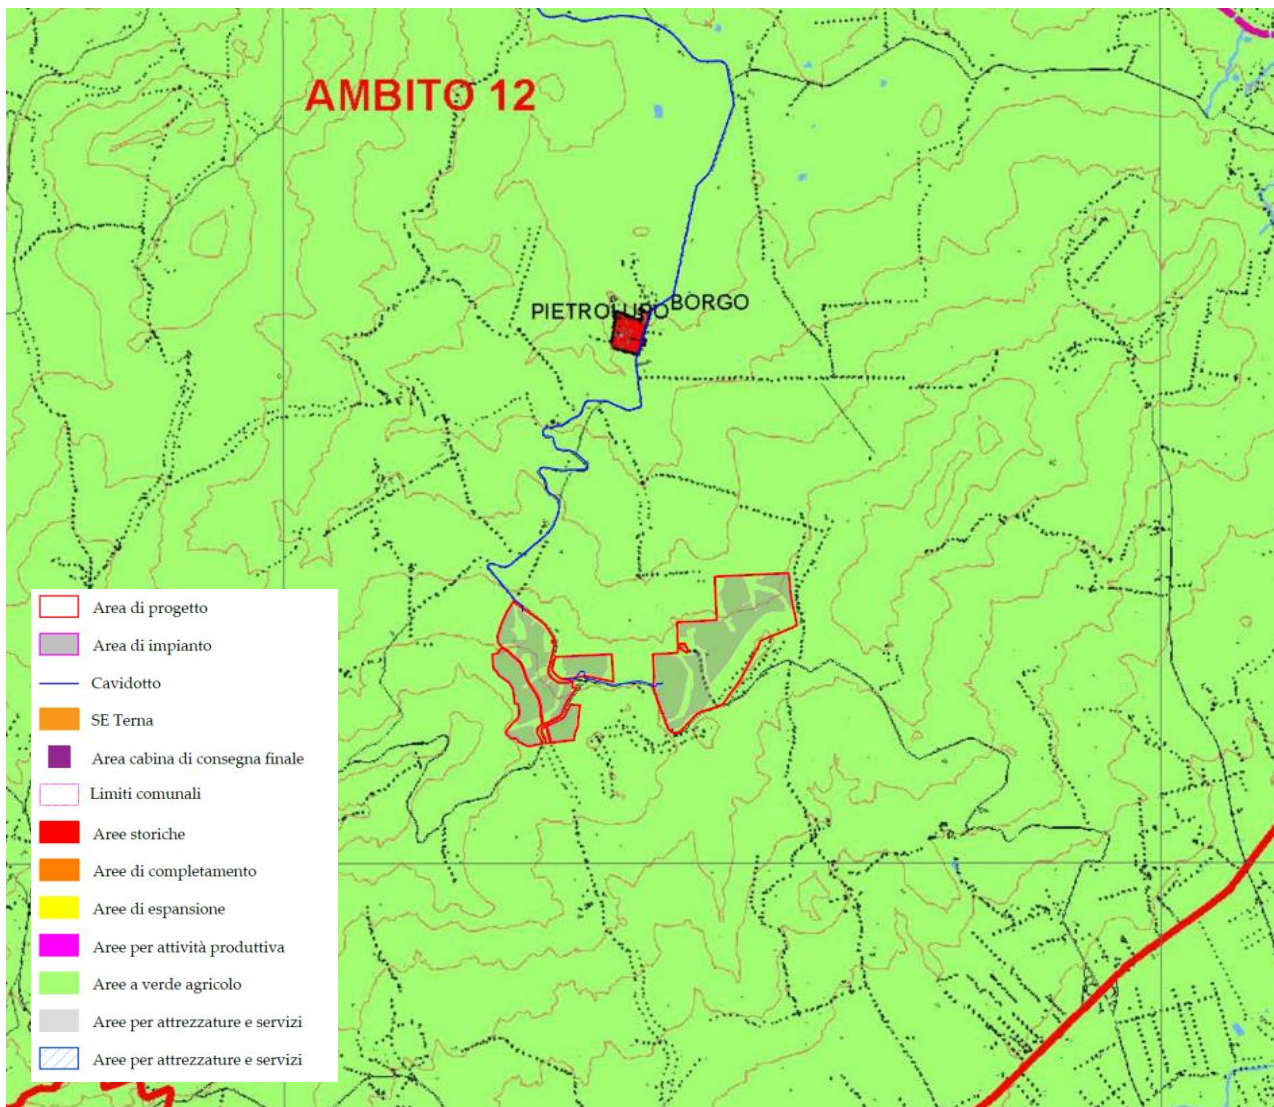 AMBITO 12
PIETROLUPO BORGO
Area di progetto
Area di impianto
Cavidotto
SE Terna
Area cabina di consegna finale
Limiti comunali
Aree storiche
Aree di completamento
Aree di espansione
Aree per attività produttiva
Aree a verde agricolo
Aree per attrezzature e servizi
Aree per attrezzature e servizi